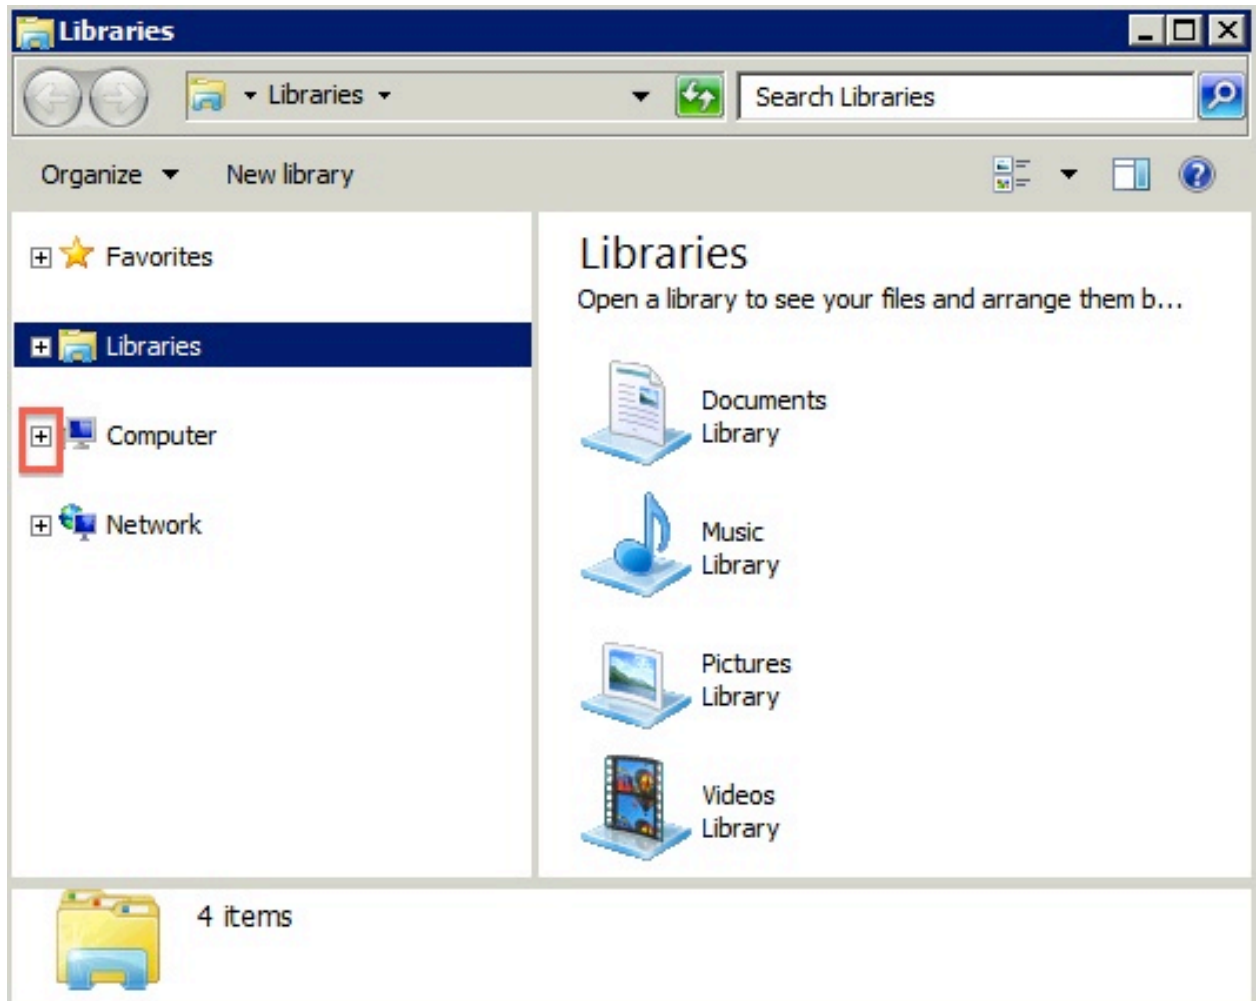 Libraries
Libraries
Search Libraries
Organize New library
Favorites
Libraries
Computer
Network
Libraries
Open a library to see your files and arrange them b...
Documents
Library
Music
Library
Pictures
Library
Videos
Library
4 items